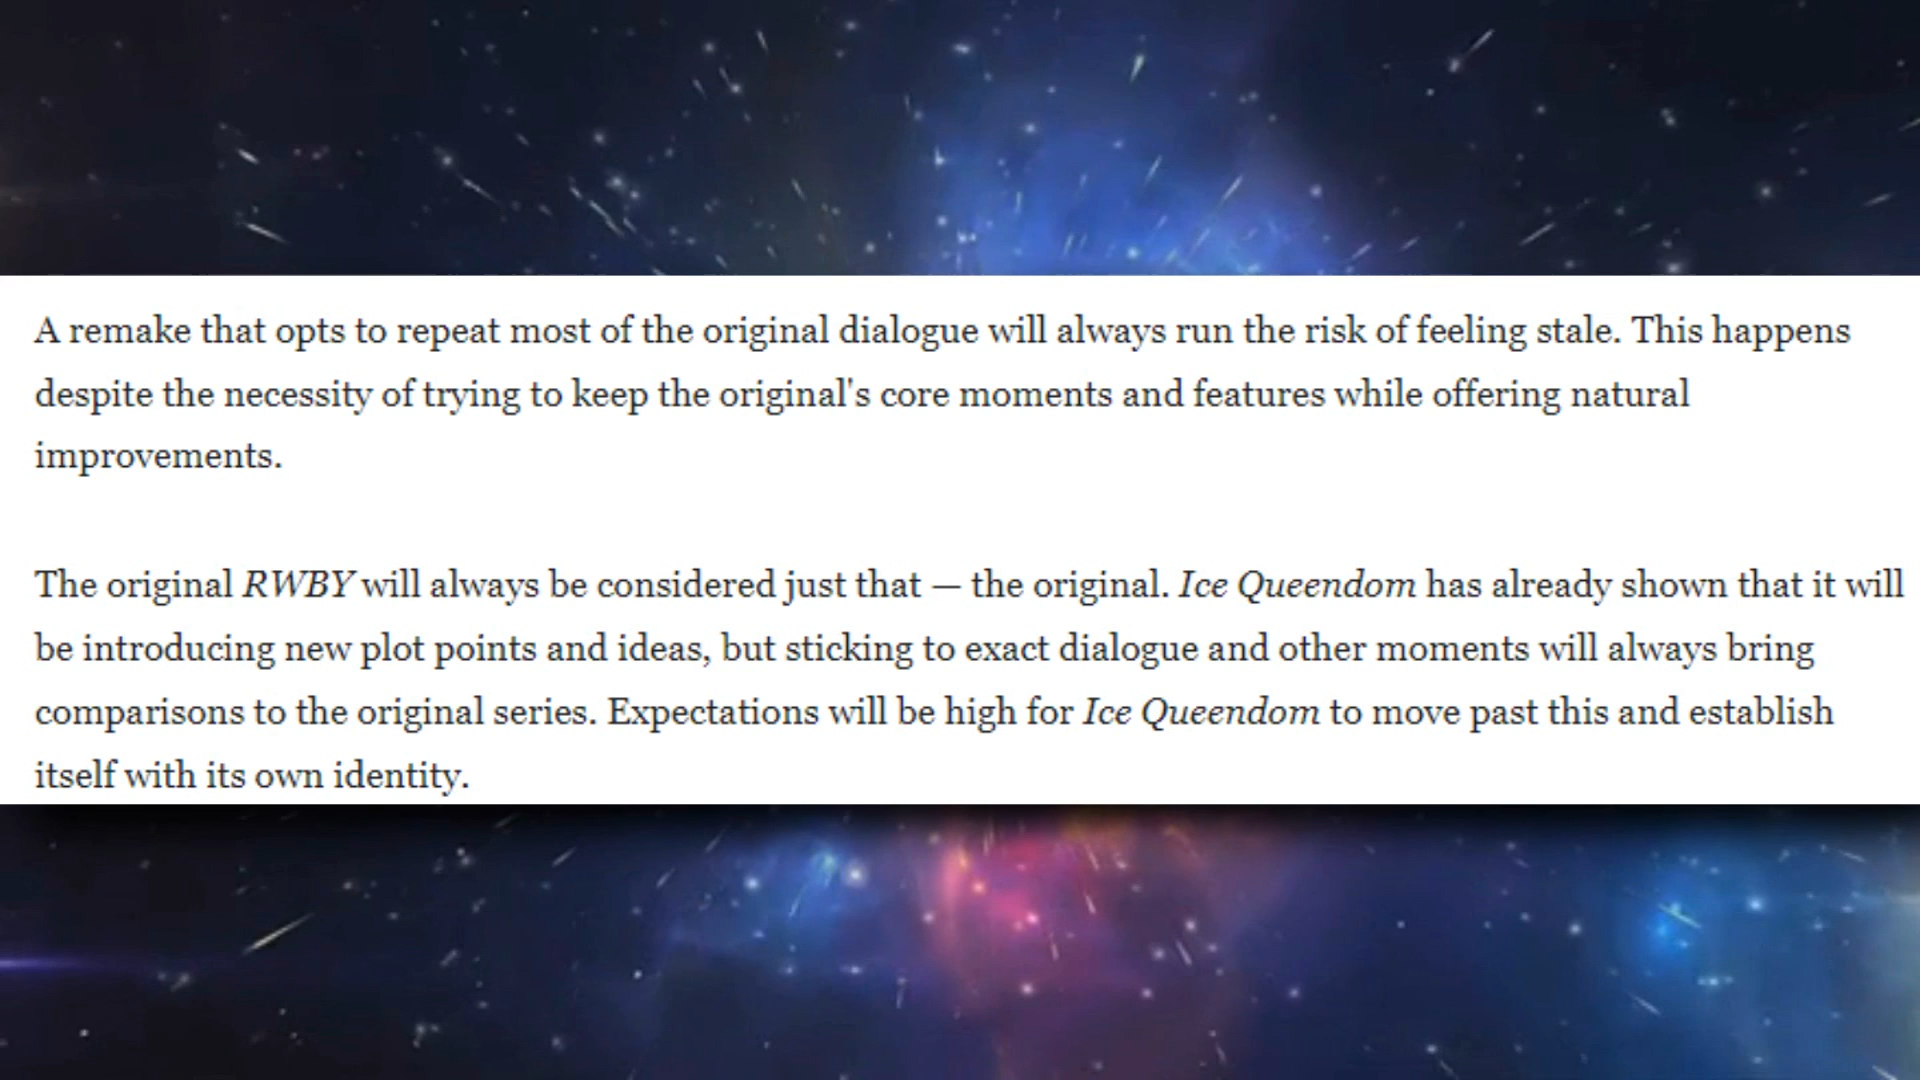 A remake that opts to repeat most of the original dialogue will always run the risk of feeling stale. This happens
despite the necessity of trying to keep the original's core moments and features while offering natural
improvements.
The original RWBY will always be considered just that — the original. Ice Queendom has already shown that it will
be introducing new plot points and ideas, but sticking to exact dialogue and other moments will always bring
comparisons to the original series. Expectations will be high for Ice Queendom to move past this and establish
itself with its own identity.